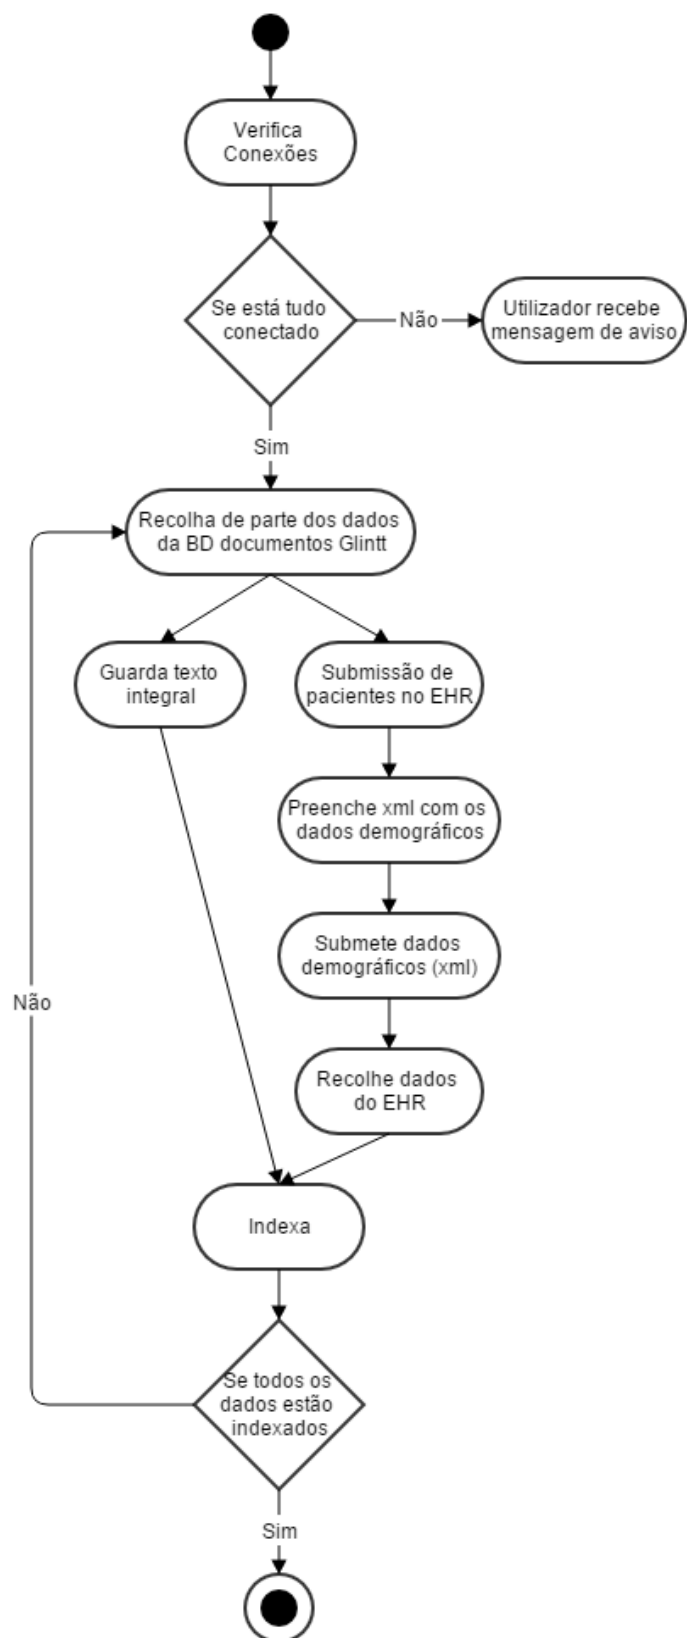 Verifica
Conexões
Se está tudo
conectado
Não
Utilizador recebe
mensagem de aviso
Sim
Recolha de parte dos dados
da BD documentos Glintt
Guarda texto
integral
Submissão de
pacientes no EHR
Preenche xml com os
dados demográficos
Submete dados
demográficos (xml)
Não
Recolhe dados
do EHR
Indexa
Se todos os
dados estão
indexados
Sim